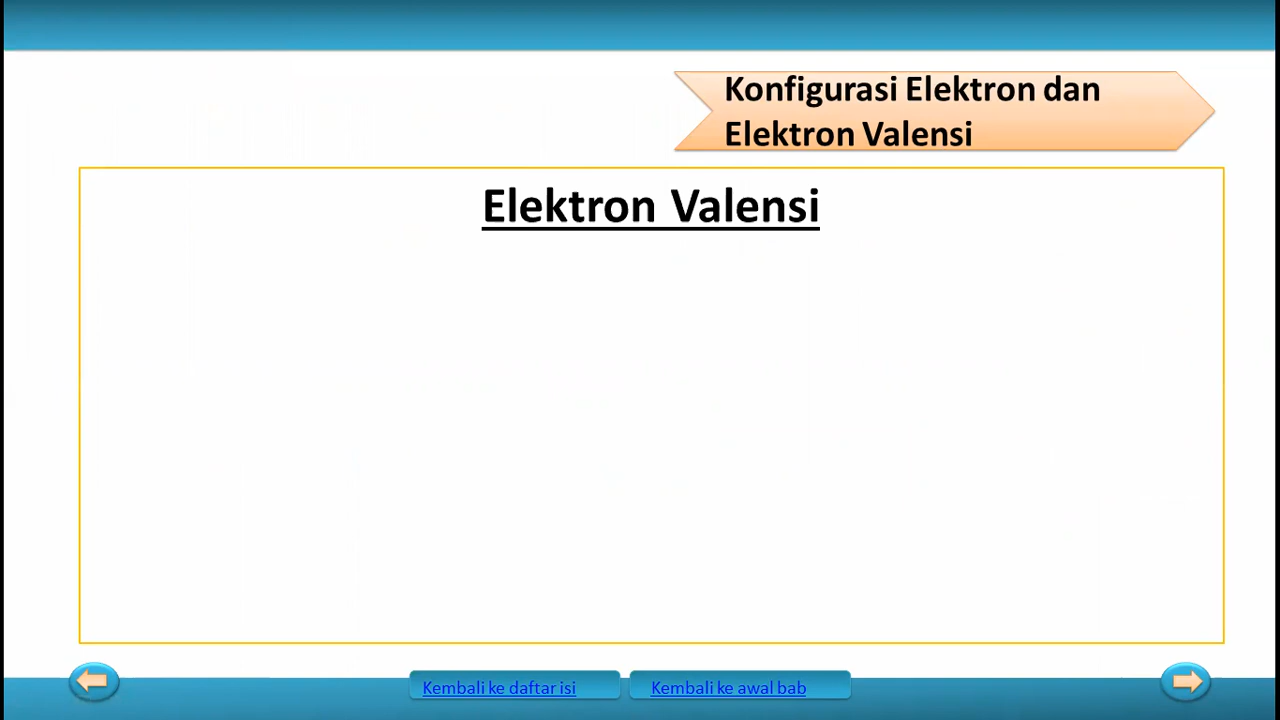 Konfigurasi Elektron dan
Elektron Valensi
Elektron Valensi
Kembali ke daftar isi
Kembali ke awal bab